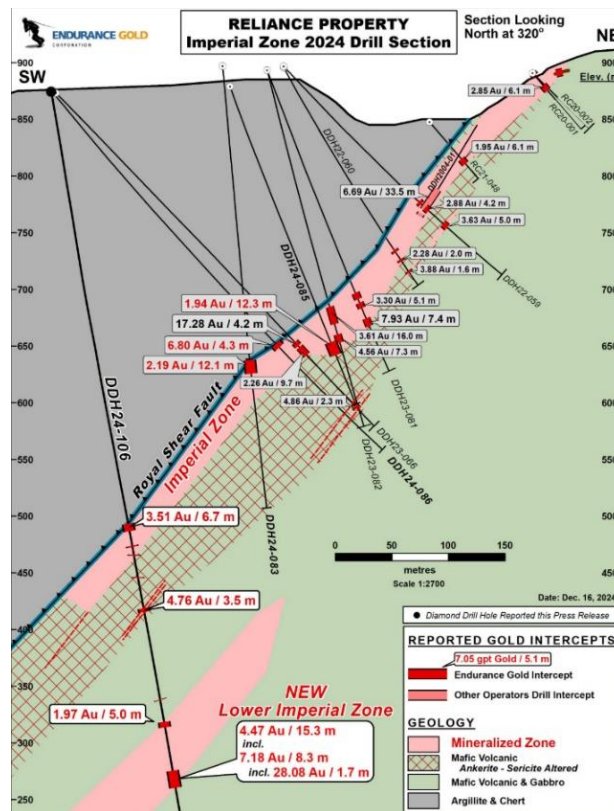 ENDURANCE GOLD
CORPORATION
RELIANCE PROPERTY
Imperial Zone 2024 Drill Section
Section Looking
North at 320°
SW
NE
Elev. (m
900
850
800
750
700
650
600
550
500
450
400
350
300
250
900
850
800
750
700
650
600
550
500
2.85 Au / 6.1 m
RC20-002
RC20-001
1.95 Au / 6.1 m
RC21-048
DDH22-060
DDH2004-01
6.69 Au / 33.5 m
2.88 Au / 4.2 m
3.63 Au / 5.0 m
2.28 Au / 2.0 m
3.88 Au / 1.6 m
DDH22-059
DDH24-085
1.94 Au / 12.3 m
3.30 Au / 5.1 m
17.28 Au / 4.2 m
7.93 Au / 7.4 m
6.80 Au / 4.3 m
3.61 Au / 16.0 m
4.56 Au / 7.3 m
2.19 Au / 12.1 m
2.26 Au / 9.7 m
4.86 Au / 2.3 m
DDH23-081
DDH23-066
DDH24-086
DDH23-082
DDH24-083
DDH24-106
Royal Shear Fault
Imperial Zone
3.51 Au / 6.7 m
4.76 Au / 3.5 m
1.97 Au / 5.0 m
NEW
Lower Imperial Zone
4.47 Au / 15.3 m
incl.
7.18 Au / 8.3 m
incl. 28.08 Au / 1.7 m
0 50 100 150
metres
Scale 1:2700
Date: Dec. 16, 2024
Diamond Drill Hole Reported this Press Release
REPORTED GOLD INTERCEPTS
7.05 gpt Gold / 5.1 m
Endurance Gold Intercept
Other Operators Drill Intercept
GEOLOGY
Mineralized Zone
Mafic Volcanic
Ankerite - Sericite Altered
Mafic Volcanic & Gabbro
Argillite & Chert